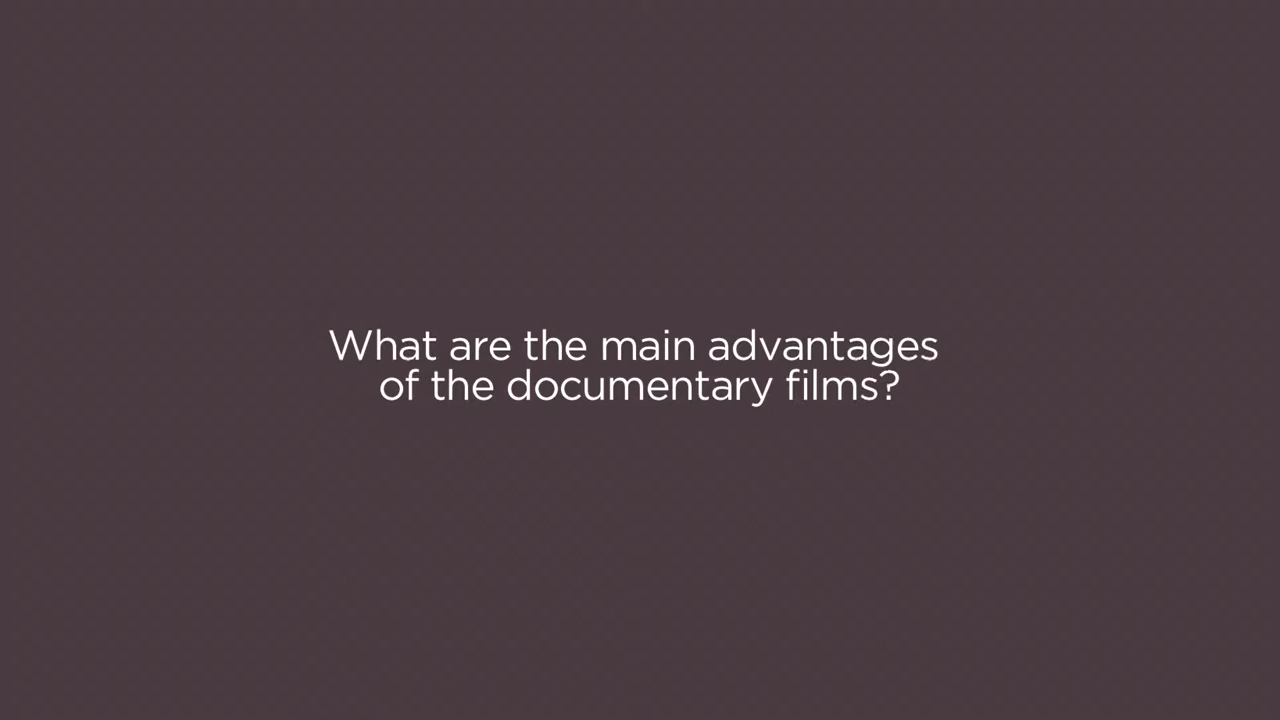 What are the main advantages
of the documentary films?